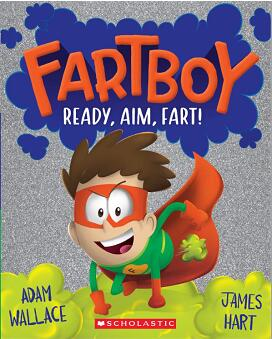 FARTBOY
READY, AIM, FART!
ADAM
WALLACE
JAMES
HART
SCHOLASTIC